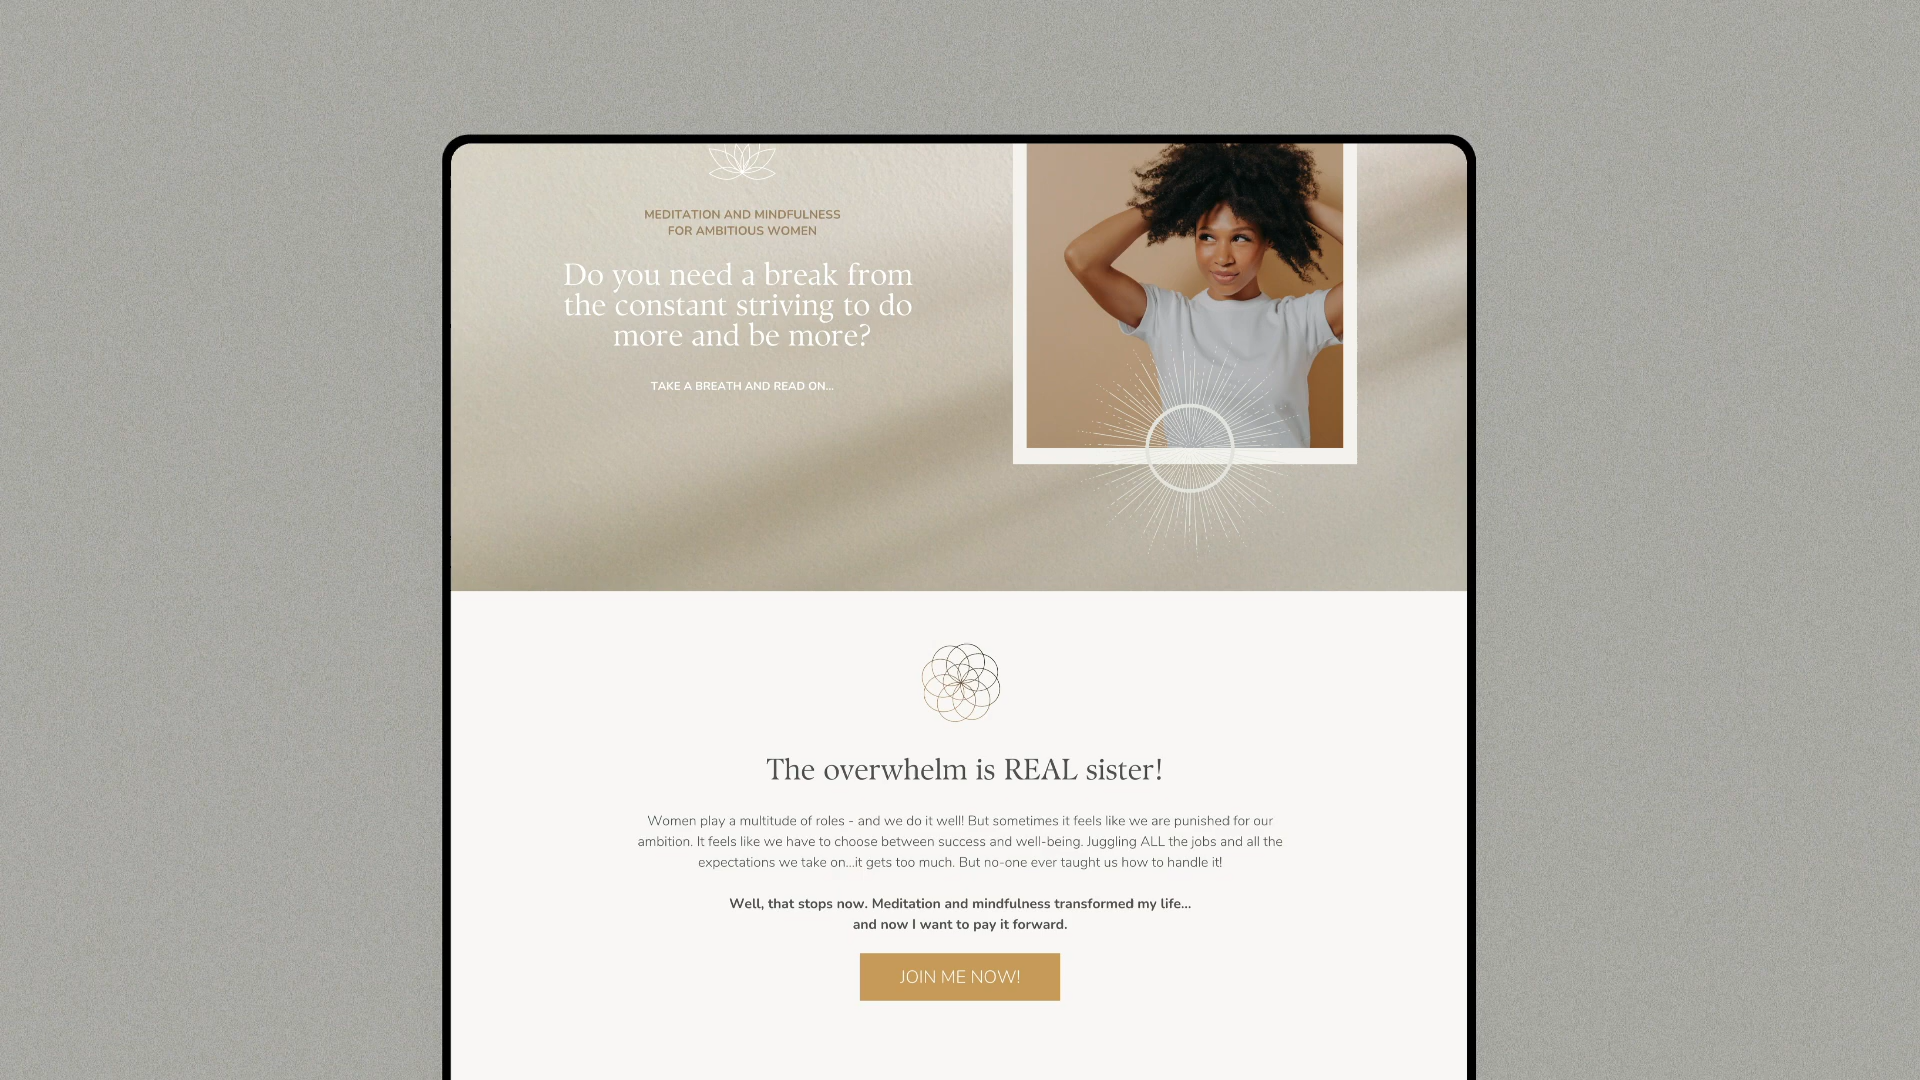 MEDITATION AND MINDFULNESS
FOR AMBITIOUS WOMEN
Do you need a break from
the constant striving to do
more and be more?
TAKE A BREATH AND READ ON...
The overwhelm is REAL sister!
Women play a multitude of roles - and we do it well! But sometimes it feels like we are punished for our
ambition. It feels like we have to choose between success and well-being. Juggling ALL the jobs and all the
expectations we take on...it gets too much. But no-one ever taught us how to handle it!
Well, that stops now. Meditation and mindfulness transformed my life...
and now I want to pay it forward.
JOIN ME NOW!